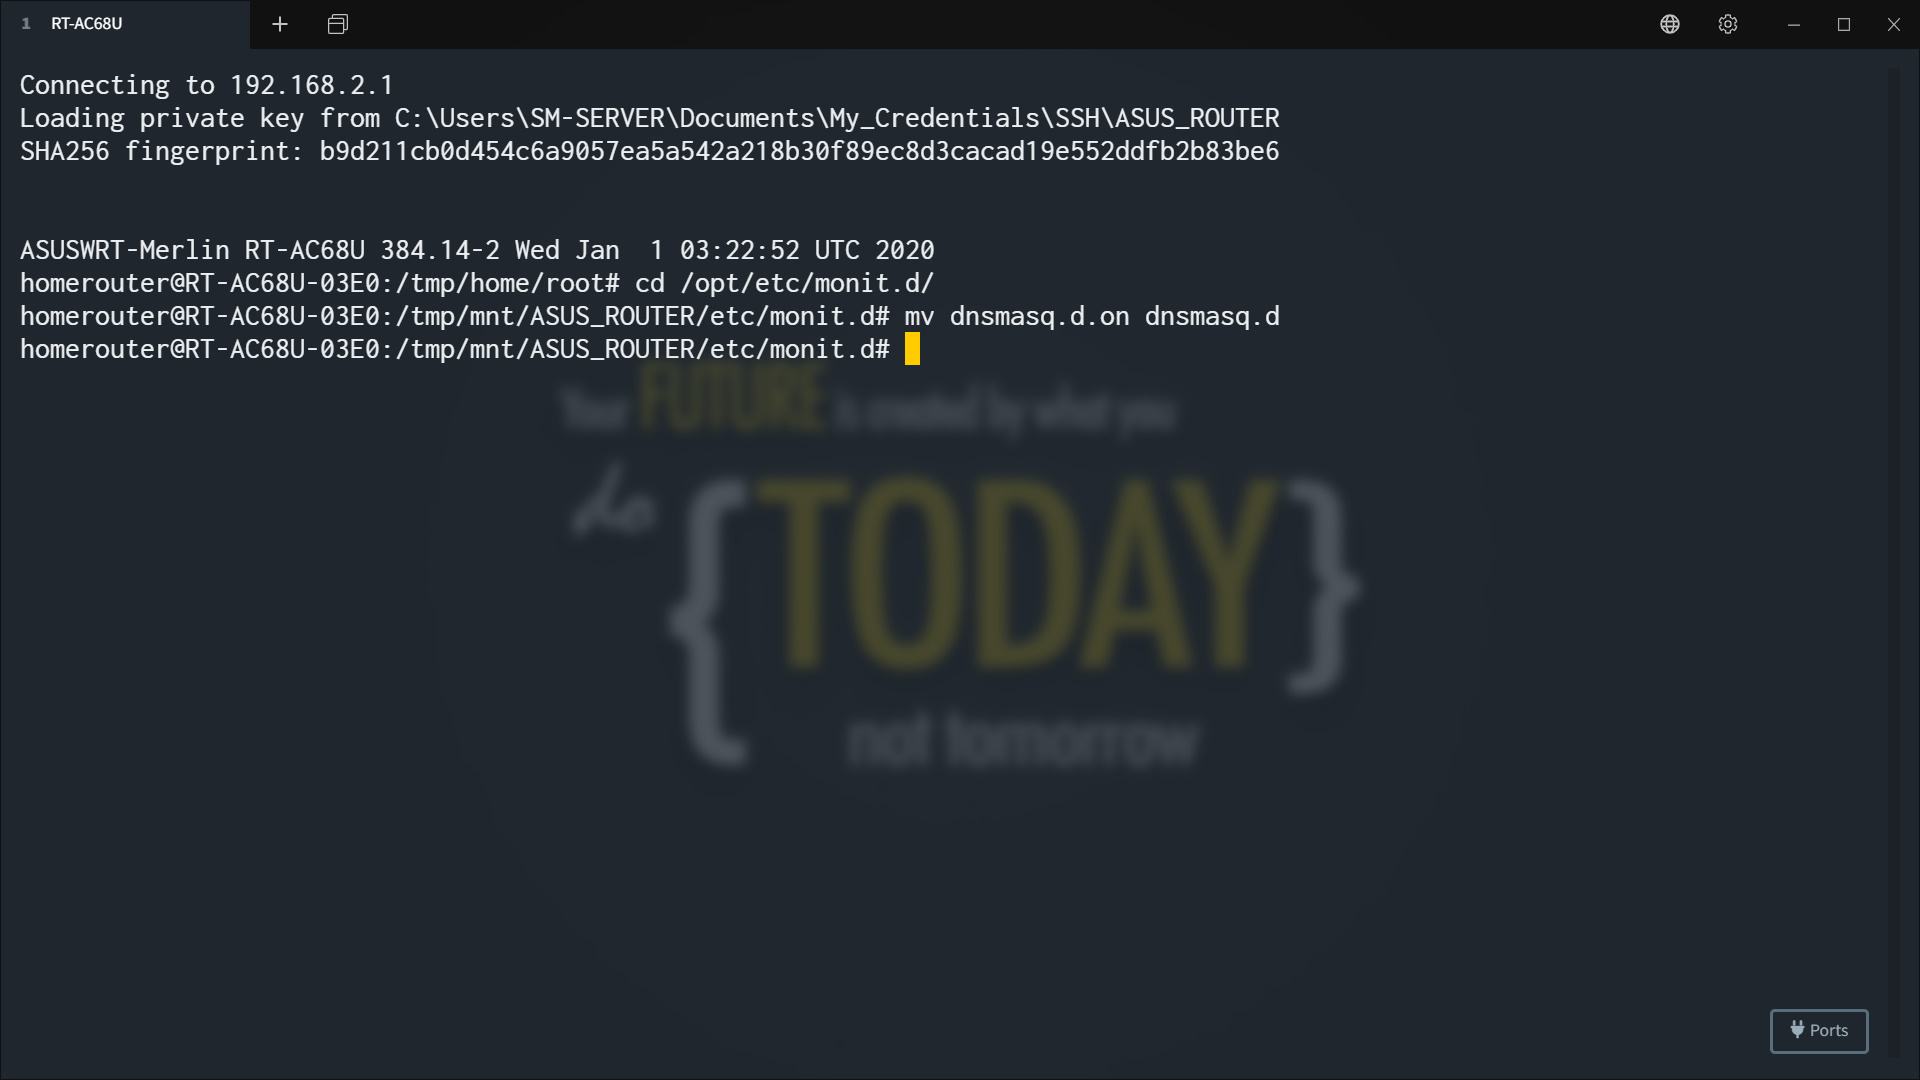 1 RT-AC68U
Connecting to 192.168.2.1
Loading private key from C:\Users\SM-SERVER\Documents\My_Credentials\SSH\ASUS_ROUTER
SHA256 fingerprint: b9d211cb0d454c6a9057ea5a542a218b30f89ec8d3cacad19e552ddfb2b83be6
ASUSWRT-Merlin RT-AC68U 384.14-2 Wed Jan  1 03:22:52 UTC 2020
homerouter@RT-AC68U-03E0:/tmp/home/root# cd /opt/etc/monit.d/
homerouter@RT-AC68U-03E0:/tmp/mnt/ASUS_ROUTER/etc/monit.d# mv dnsmasq.d.on dnsmasq.d
homerouter@RT-AC68U-03E0:/tmp/mnt/ASUS_ROUTER/etc/monit.d#
Your FUTURE is created by what you
do {TODAY}
not tomorrow
Ports